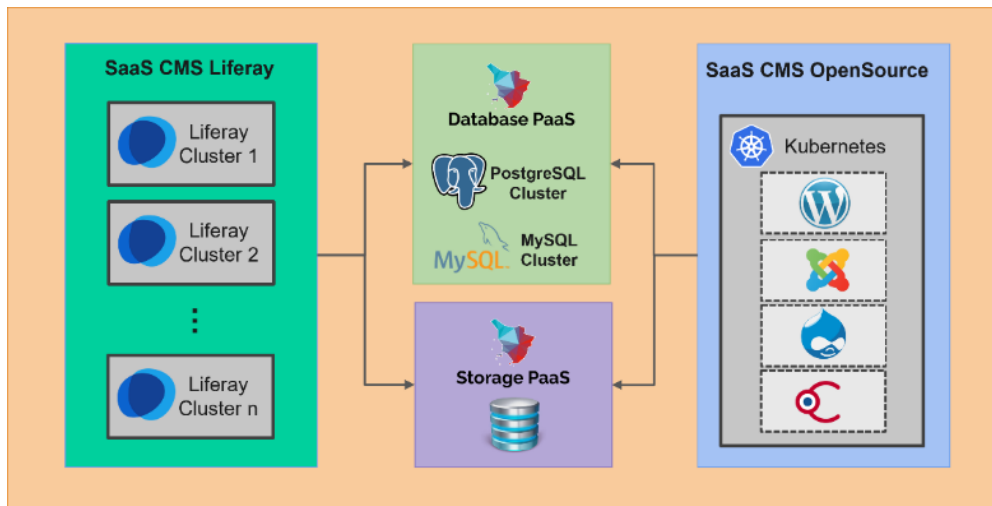 SaaS CMS Liferay
Liferay
Cluster 1
Liferay
Cluster 2
⋮
Liferay
Cluster n
Database PaaS
PostgreSQL
Cluster
MySQL
MySQL
Cluster
Storage PaaS
SaaS CMS OpenSource
Kubernetes